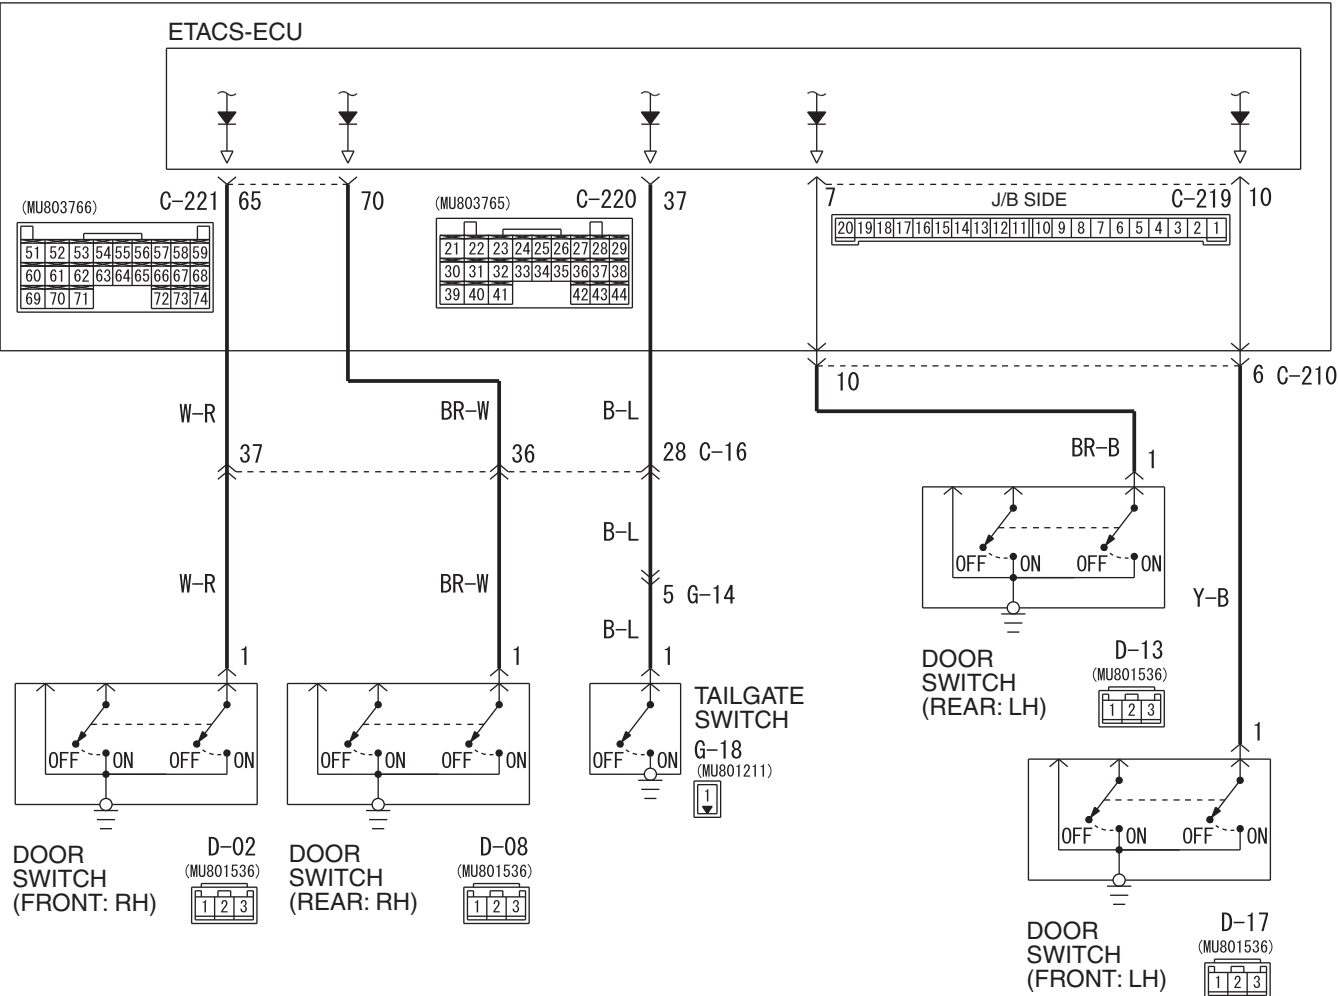 ETACS-ECU
(MU803766)
C-221 65
70
(MU803765)
C-220 37
7
J/B SIDE
C-219 10
51 52 53 54 55 56 57 58 59
60 61 62 63 64 65 66 67 68
69 70 71 72 73 74
21 22 23 24 25 26 27 28 29
30 31 32 33 34 35 36 37 38
39 40 41 42 43 44
20 19 18 17 16 15 14 13 12 11 10 9 8 7 6 5 4 3 2 1
10
6 C-210
W-R
BR-W
B-L
37
36
28 C-16
BR-B
1
B-L
OFF ON OFF ON
W-R
BR-W
5 G-14
Y-B
B-L
1
1
1
DOOR
SWITCH
(REAR: LH)
D-13
(MU801536)
1 2 3
OFF ON OFF ON
OFF ON OFF ON
OFF ON
TAILGATE
SWITCH
G-18
(MU801211)
1
1
OFF ON OFF ON
DOOR
SWITCH
(FRONT: RH)
D-02
(MU801536)
1 2 3
DOOR
SWITCH
(REAR: RH)
D-08
(MU801536)
1 2 3
DOOR
SWITCH
(FRONT: LH)
D-17
(MU801536)
1 2 3